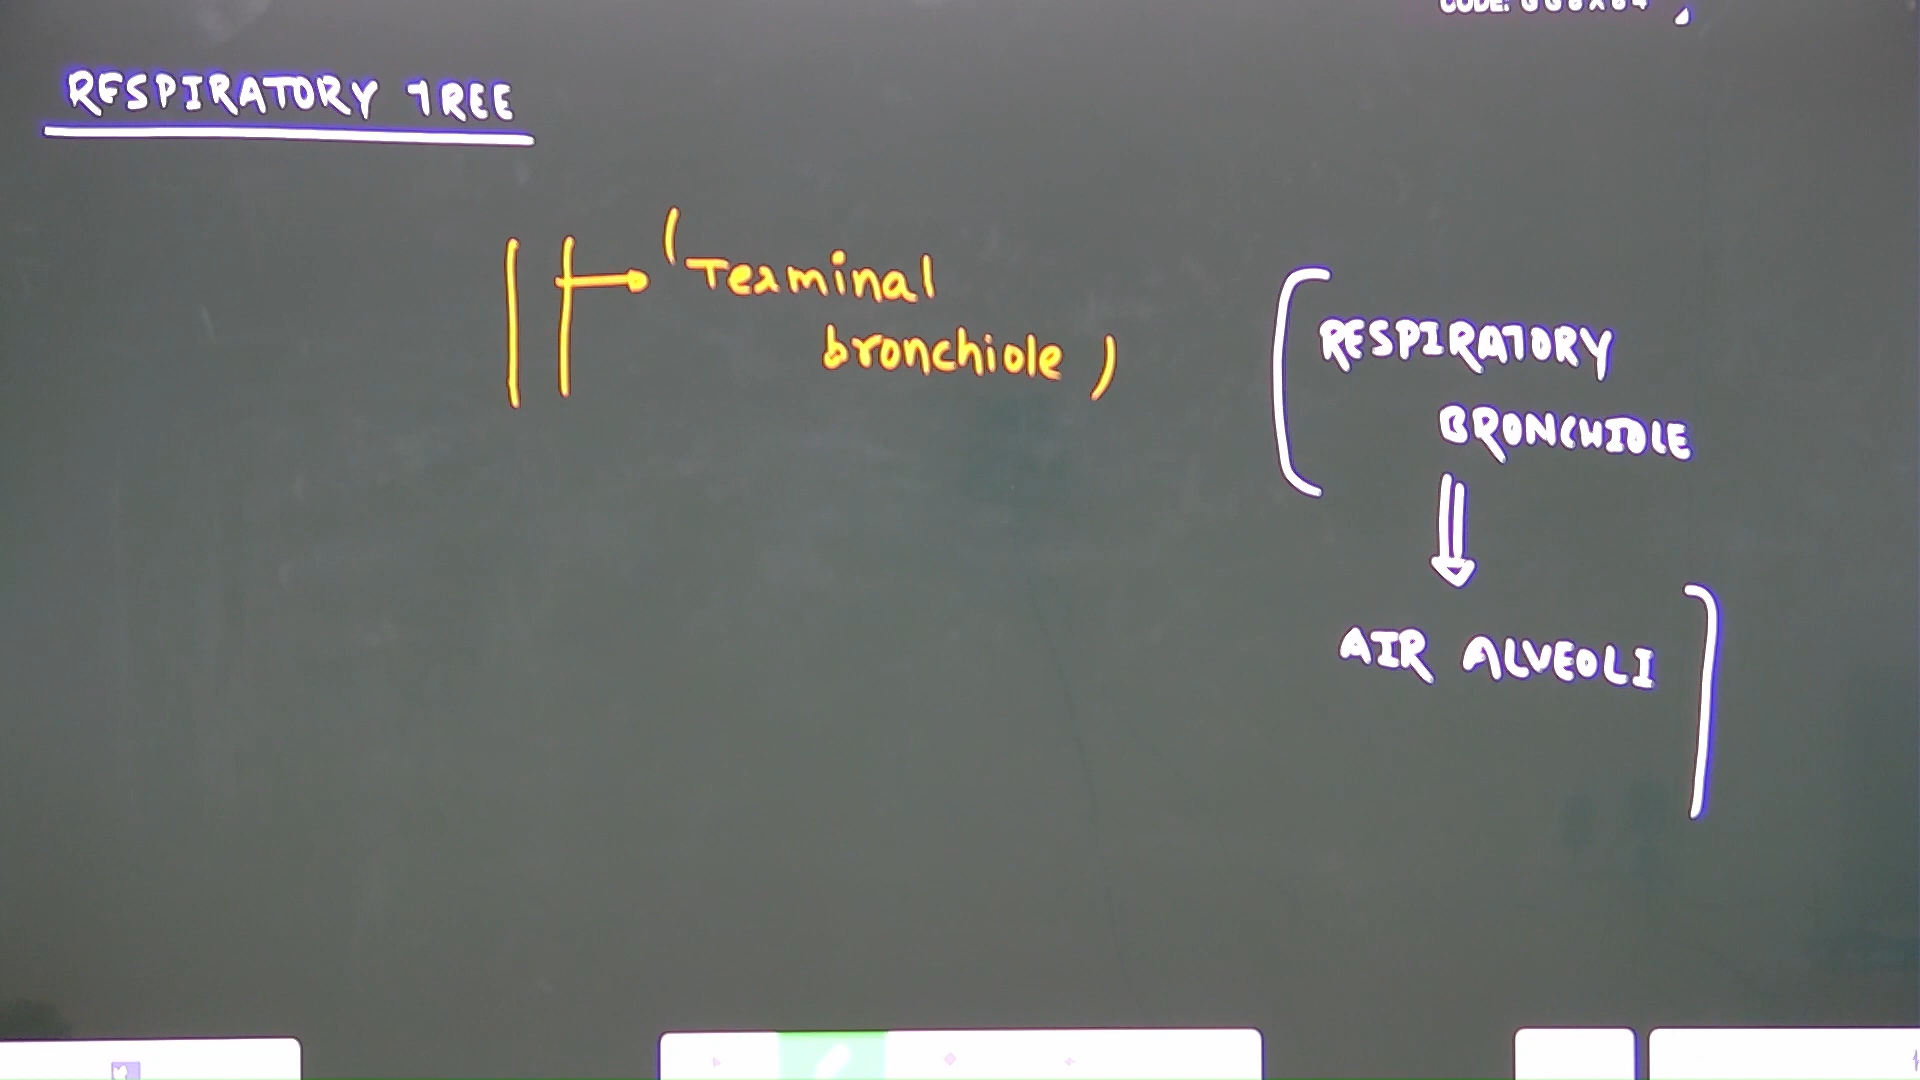 RESPIRATORY TREE
(Terminal
bronchiole)
RESPIRATORY
BRONCHIOLE
AIR ALVEOLI